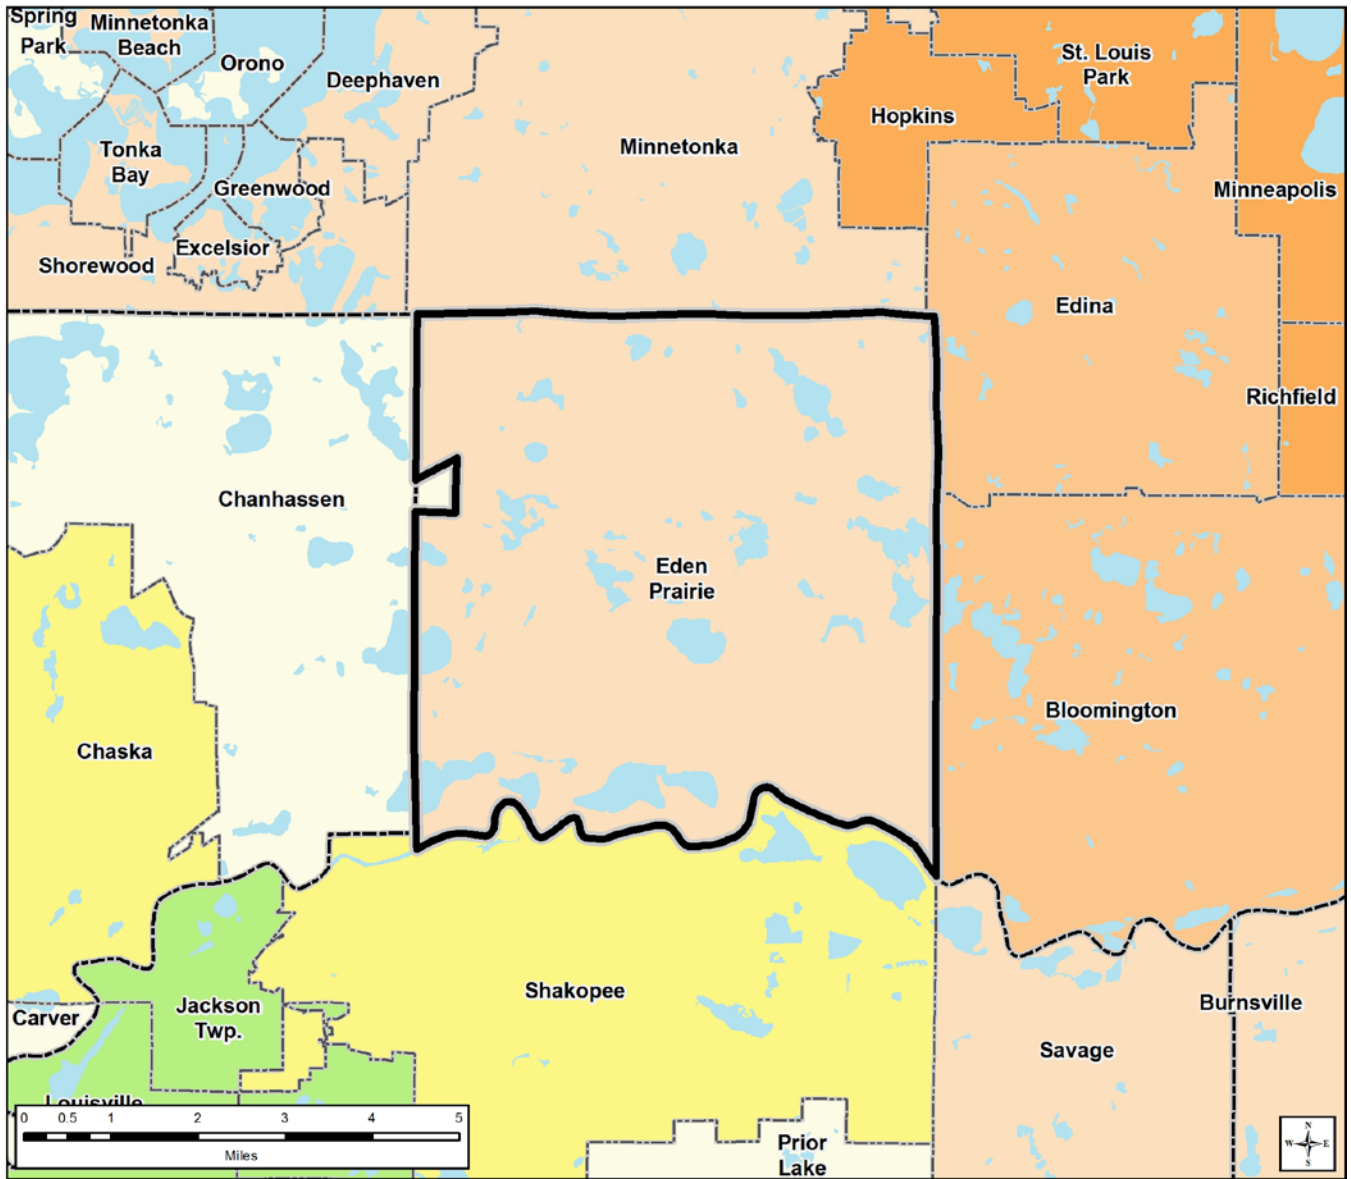 Spring
Park
Minnetonka
Beach
Orono
Deephaven
St. Louis
Park
Hopkins
Minnetonka
Tonka
Bay
Greenwood
Minneapolis
Excelsior
Shorewood
Edina
Richfield
Chanhassen
Eden
Prairie
Bloomington
Chaska
Shakopee
Jackson
Twp.
Carver
Burnsville
Savage
Louisville
0 0.5 1 2 3 4 5
Miles
Prior
Lake
N
W E
S